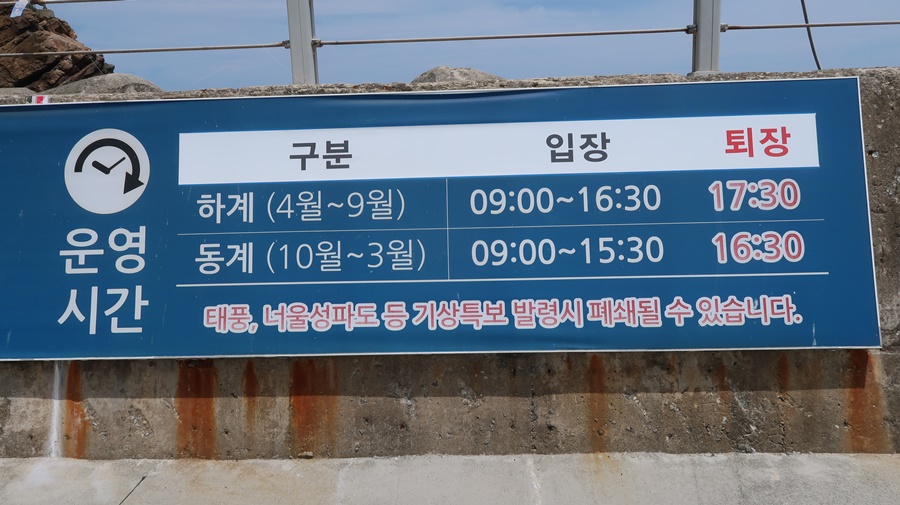 운영
시간
구분 입장 퇴장
하계 (4월~9월) 09:00~16:30 17:30
동계 (10월~3월) 09:00~15:30 16:30
태풍, 너울성파도 등 기상특보 발령시 폐쇄될 수 있습니다.